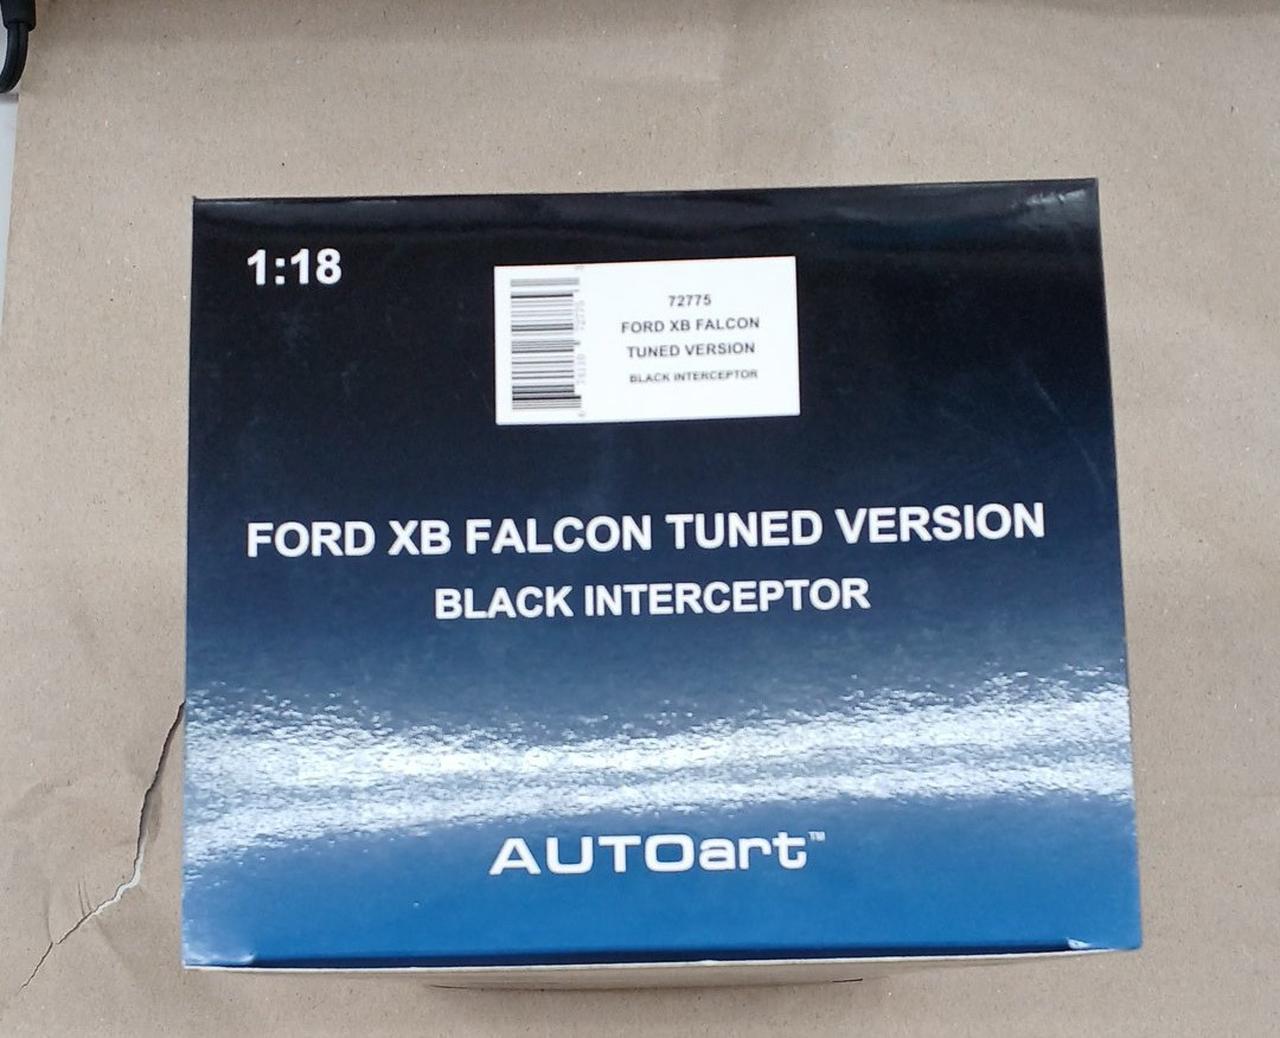 1:18
72775
FORD XB FALCON
TUNED VERSION
BLACK INTERCEPTOR
FORD XB FALCON TUNED VERSION
BLACK INTERCEPTOR
AUTOart™